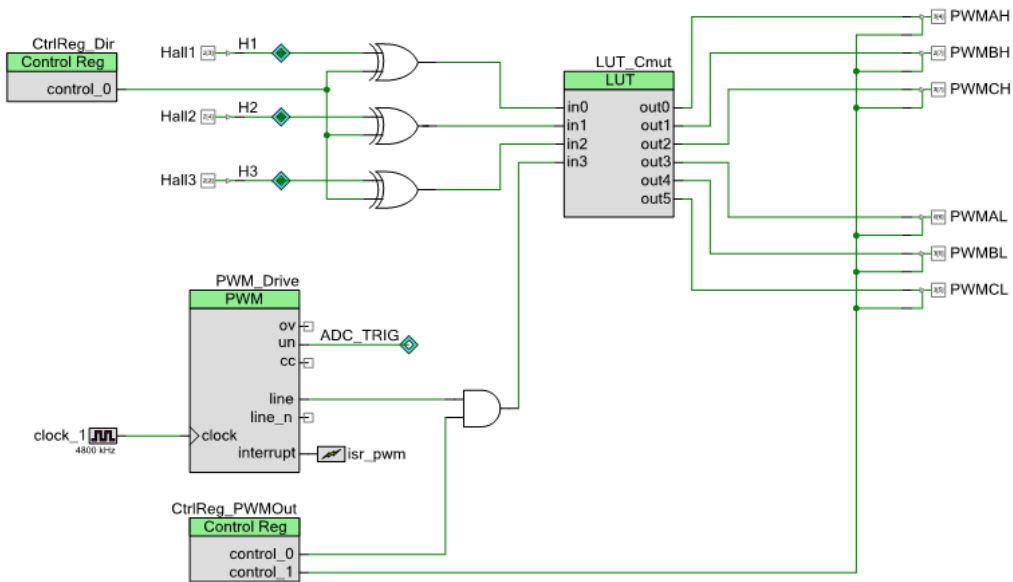 PWMAH
CtrlReg_Dir
Control Reg
control_0
Hall1
H1
PWMBH
LUT_Cmut
LUT
PWMCH
Hall2
H2
in0
out0
in1
out1
in2
out2
in3
out3
out4
out5
Hall3
H3
PWMAL
PWMBL
PWMCL
PWM_Drive
PWM
ov
un
ADC_TRIG
cc
line
line_n
clock_1
4800 kHz
clock
interrupt
isr_pwm
CtrlReg_PWMOut
Control Reg
control_0
control_1